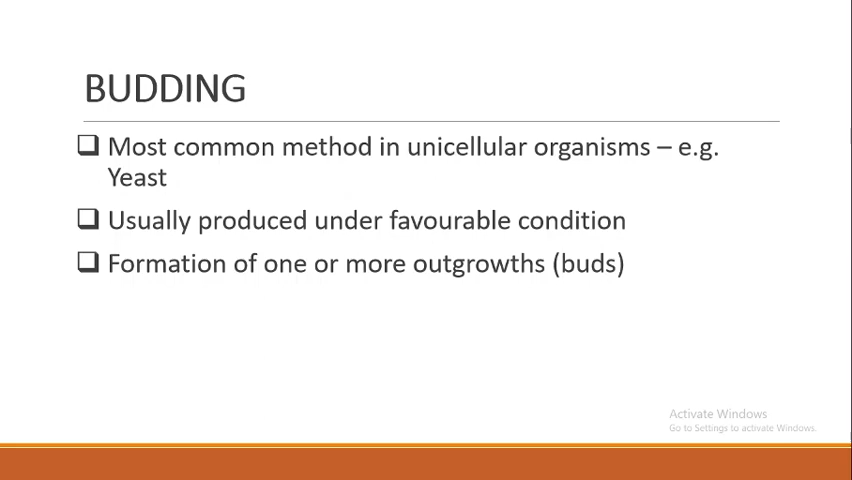 BUDDING
❑ Most common method in unicellular organisms – e.g.
Yeast
❑ Usually produced under favourable condition
❑ Formation of one or more outgrowths (buds)
Activate Windows
Go to Settings to activate Windows.